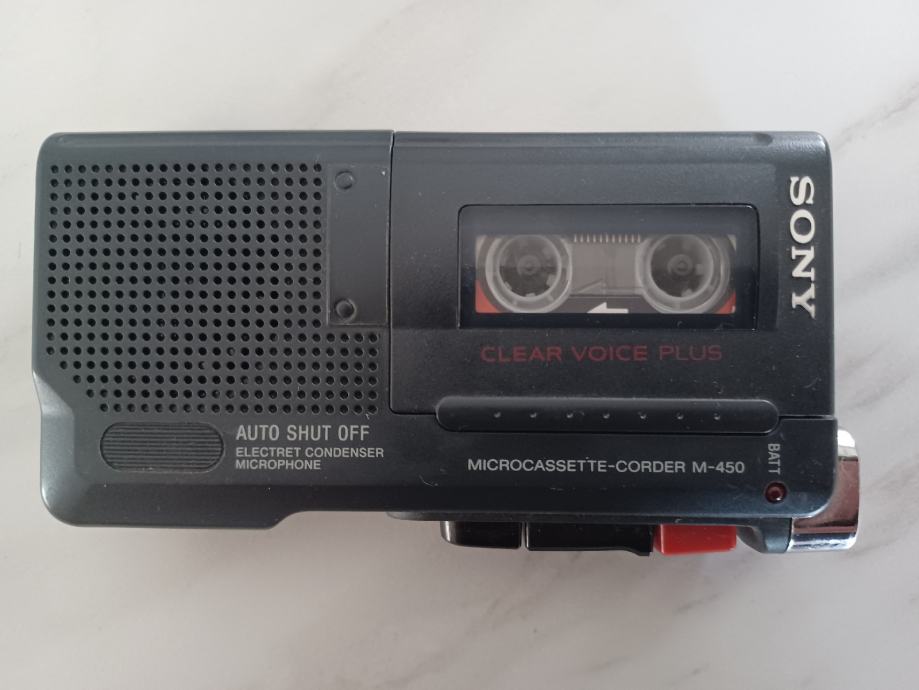 SONY
CLEAR VOICE PLUS
AUTO SHUT OFF
ELECTRET CONDENSER
MICROPHONE
MICROCASSETTE-CORDER M-450
BATT